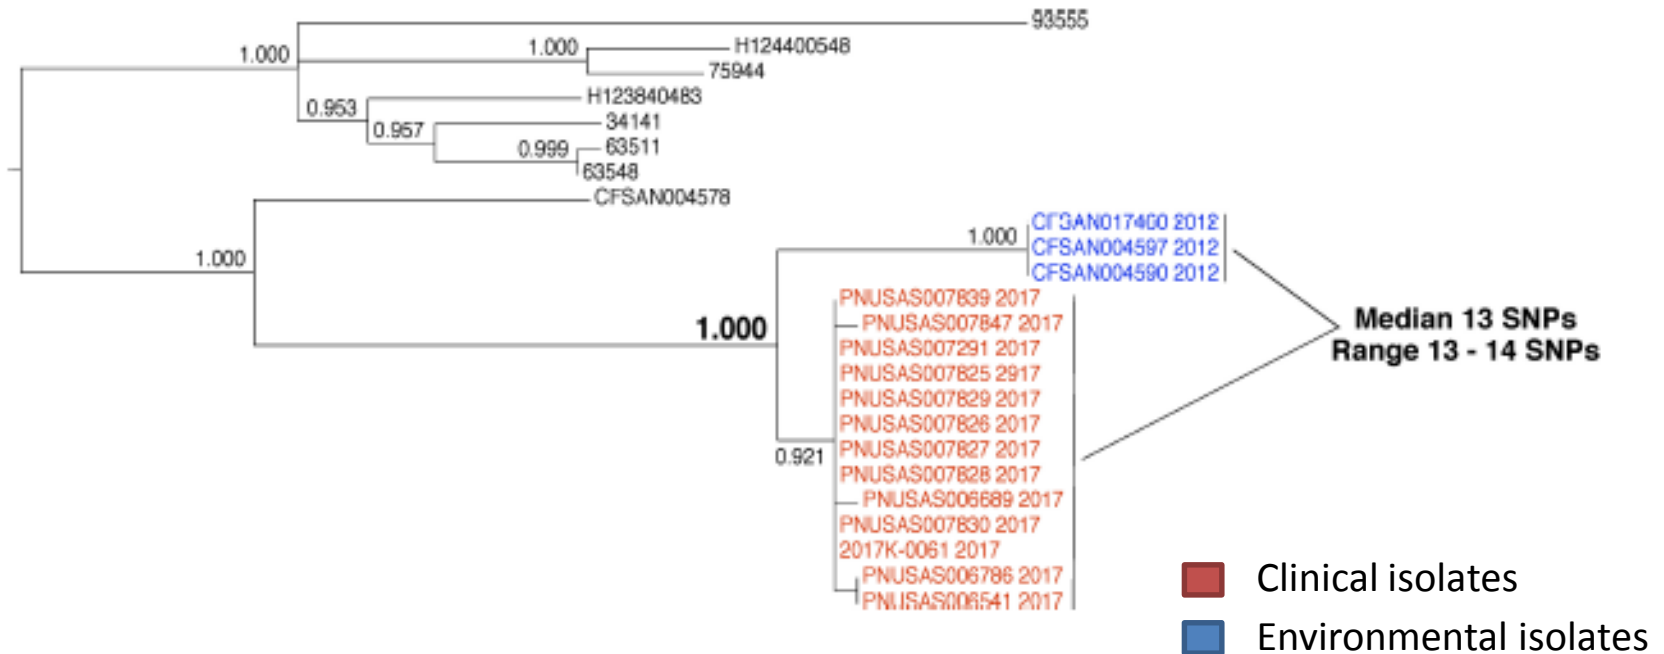 93555
1.000
H124400548
1.000
75944
H123840483
0.953
34141
0.957
0.999
63511
63548
CFSAN004578
CFSAN017400 2012
1.000
CFSAN004597 2012
1.000
CFSAN004590 2012
PNUSAS007839 2017
1.000
PNUSAS007847 2017
Median 13 SNPs
Range 13 - 14 SNPs
PNUSAS007291 2017
PNUSAS007825 2917
PNUSAS007829 2017
PNUSAS007826 2017
0.921
PNUSAS007827 2017
PNUSAS007828 2017
PNUSAS006689 2017
PNUSAS007830 2017
2017K-0061 2017
PNUSAS006786 2017
PNUSAS006541 2017
Clinical isolates
Environmental isolates